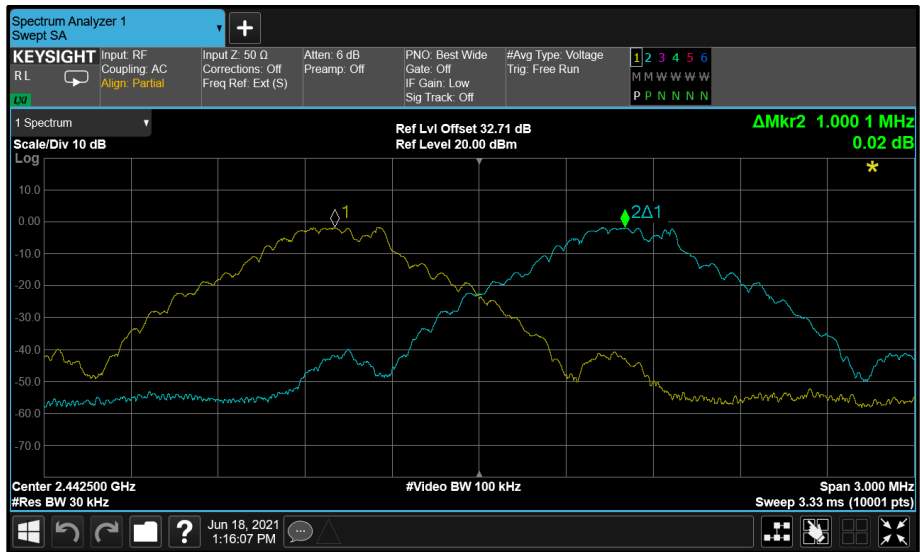 Spectrum Analyzer 1
Swept SA
+
KEYSIGHT Input: RF Input Z: 50 Ω Atten: 6 dB PNO: Best Wide #Avg Type: Voltage 1 2 3 4 5 6
R L Coupling: AC Corrections: Off Preamp: Off Gate: Off Trig: Free Run M M W W W W
Align: Partial Freq Ref: Ext (S) IF Gain: Low P P N N N N
LXI Sig Track: Off
1 Spectrum Ref Lvl Offset 32.71 dB ΔMkr2 1.000 1 MHz
Scale/Div 10 dB Ref Level 20.00 dBm 0.02 dB
Log *
10.0
0.00 1 2Δ1
-10.0
-20.0
-30.0
-40.0
-50.0
-60.0
-70.0
Center 2.442500 GHz #Video BW 100 kHz Span 3.000 MHz
#Res BW 30 kHz Sweep 3.33 ms (10001 pts)
? Jun 18, 2021
1:16:07 PM